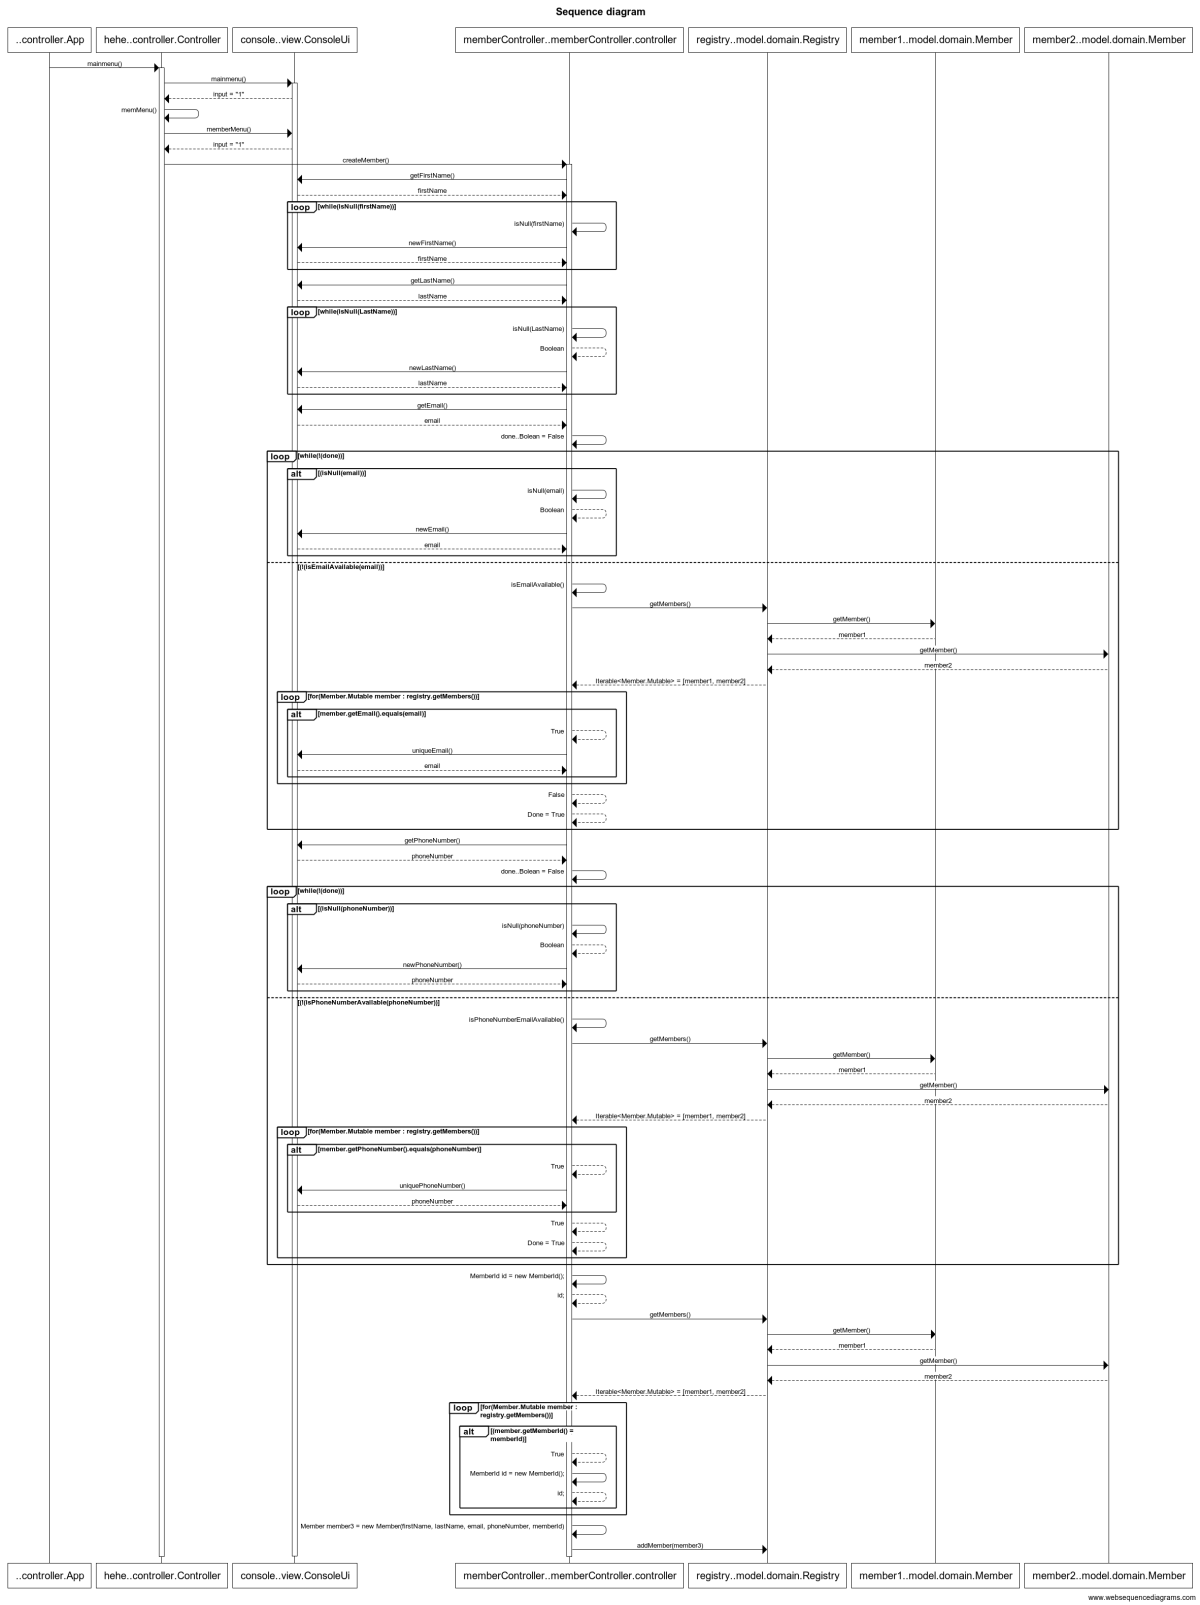 Sequence diagram
..controller.App
hehe..controller.Controller
console..view.ConsoleUi
memberController..memberController.controller
registry..model.domain.Registry
member1..model.domain.Member
member2..model.domain.Member
mainmenu()
mainmenu()
input = "1"
memMenu()
memberMenu()
input = "1"
createMember()
getFirstName()
firstName
loop [while(isNull(firstName))]
isNull(firstName)
newFirstName()
firstName
getLastName()
lastName
loop [while(isNull(LastName))]
isNull(LastName)
Boolean
newLastName()
lastName
getEmail()
email
done..Bolean = False
loop [while(!(done))]
alt [(isNull(email))]
isNull(email)
Boolean
newEmail()
email
[(!(isEmailAvailable(email))]
isEmailAvailable()
getMembers()
getMember()
member1
getMember()
member2
Iterable<Member.Mutable> = [member1, member2]
loop [for(Member.Mutable member : registry.getMembers())]
alt [member.getEmail().equals(email)]
True
uniqueEmail()
email
False
Done = True
getPhoneNumber()
phoneNumber
done..Bolean = False
loop [while(!(done))]
alt [(isNull(phoneNumber))]
isNull(phoneNumber)
Boolean
newPhoneNumber()
phoneNumber
[(!(isPhoneNumberAvailable(phoneNumber))]
isPhoneNumberEmailAvailable()
getMembers()
getMember()
member1
getMember()
member2
Iterable<Member.Mutable> = [member1, member2]
loop [for(Member.Mutable member : registry.getMembers())]
alt [member.getPhoneNumber().equals(phoneNumber)]
True
uniquePhoneNumber()
phoneNumber
True
Done = True
MemberId id = new MemberId();
id;
getMembers()
getMember()
member1
getMember()
member2
Iterable<Member.Mutable> = [member1, member2]
loop [for(Member.Mutable member :
registry.getMembers())]
alt [(member.getMemberId() =
memberId)]
True
MemberId id = new MemberId();
id;
Member member3 = new Member(firstName, lastName, email, phoneNumber, memberId)
addMember(member3)
..controller.App
hehe..controller.Controller
console..view.ConsoleUi
memberController..memberController.controller
registry..model.domain.Registry
member1..model.domain.Member
member2..model.domain.Member
www.websequencediagrams.com